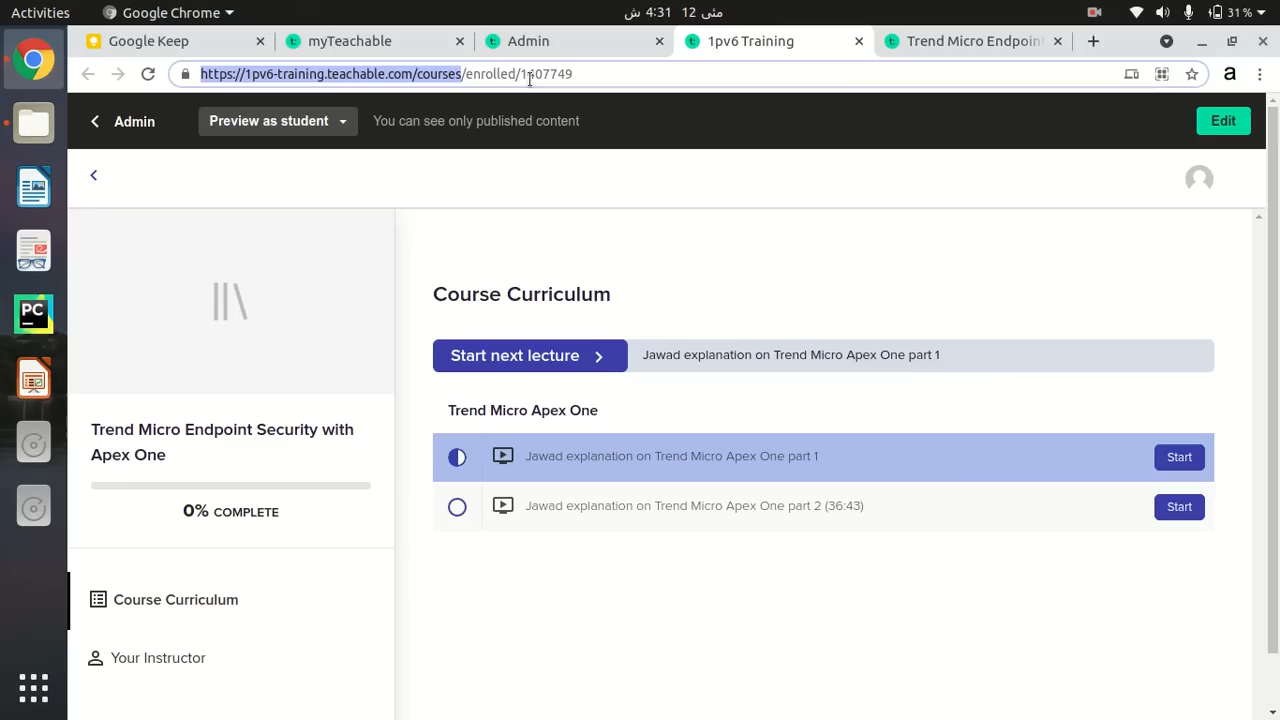 Activities
Google Chrome
مئی 12 4:31 ش
31 %
Google Keep
myTeachable
Admin
1pv6 Training
Trend Micro Endpoin
https://1pv6-training.teachable.com/courses/enrolled/1407749
a
Admin
Preview as student
You can see only published content
Edit
Course Curriculum
Start next lecture
Jawad explanation on Trend Micro Apex One part 1
Trend Micro Apex One
Jawad explanation on Trend Micro Apex One part 1
Start
Jawad explanation on Trend Micro Apex One part 2 (36:43)
Start
Trend Micro Endpoint Security with
Apex One
0% COMPLETE
Course Curriculum
Your Instructor
PC